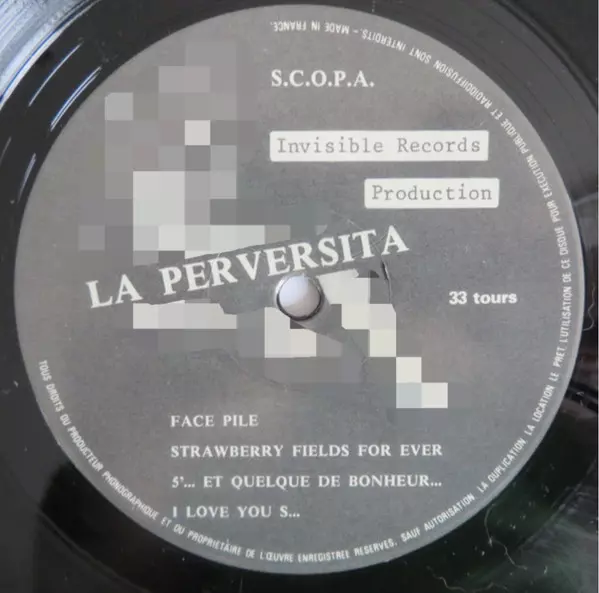 S.C.O.P.A.
Invisible Records
Production
LA PERVERSITA
33 tours
FACE PILE
STRAWBERRY FIELDS FOR EVER
5'... ET QUELQUE DE BONHEUR...
I LOVE YOU S...
TOUS DROITS DU PRODUCTEUR PHONOGRAPHIQUE ET DU PROPRIÉTAIRE DE L'ŒUVRE ENREGISTREE RESERVES, SAUF AUTORISATION LA DUPLICATION, LA LOCATION LE PRET, L'UTILISATION DE CE DISQUE POUR EXECUTION PUBLIQUE ET RADIODIFFUSION SONT INTERDITS. - MADE IN FRANCE.